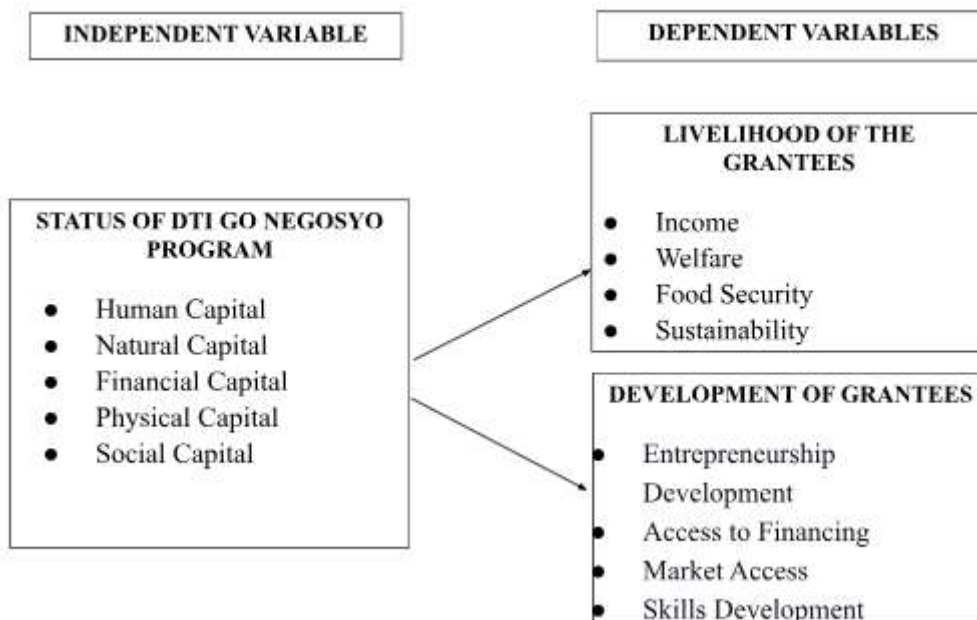 INDEPENDENT VARIABLE
DEPENDENT VARIABLES
STATUS OF DTI GO NEGOSYO
PROGRAM
● Human Capital
● Natural Capital
● Financial Capital
● Physical Capital
● Social Capital
LIVELIHOOD OF THE
GRANTEES
● Income
● Welfare
● Food Security
● Sustainability
DEVELOPMENT OF GRANTEES
● Entrepreneurship
Development
● Access to Financing
● Market Access
● Skills Development